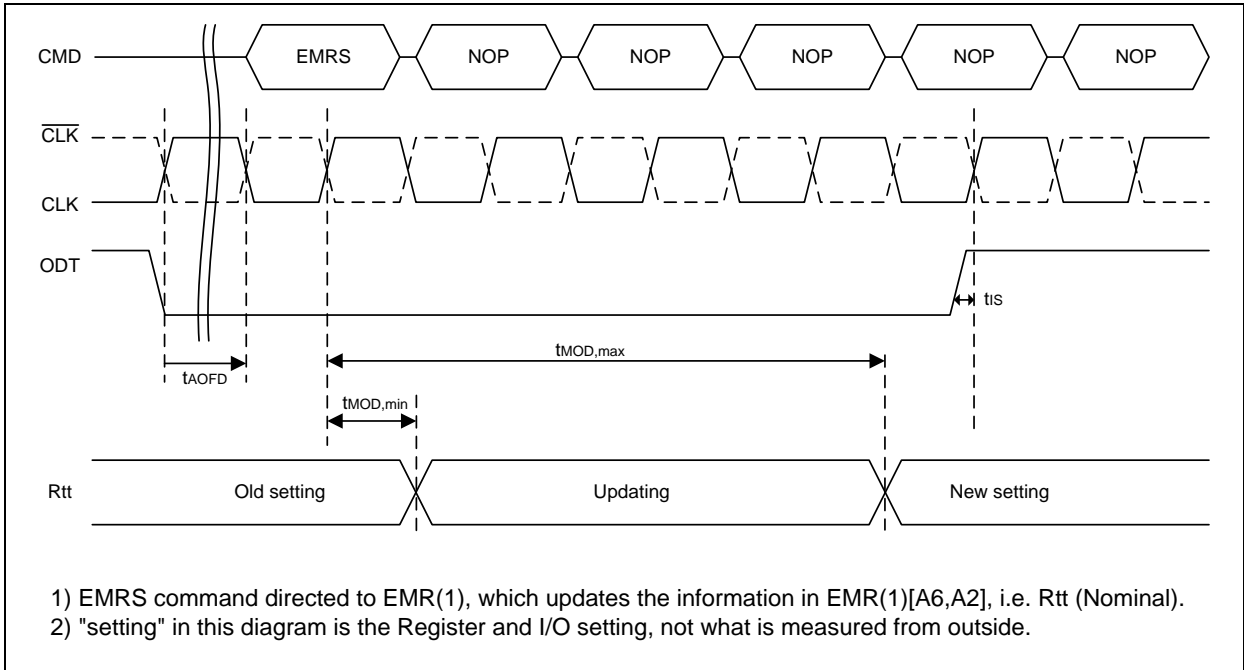 CMD EMRS NOP NOP NOP NOP NOP
CLK
CLK
ODT
tIS
tMOD,max
tAOFD
tMOD,min
Rtt Old setting Updating New setting
1) EMRS command directed to EMR(1), which updates the information in EMR(1)[A6,A2], i.e. Rtt (Nominal).
2) "setting" in this diagram is the Register and I/O setting, not what is measured from outside.